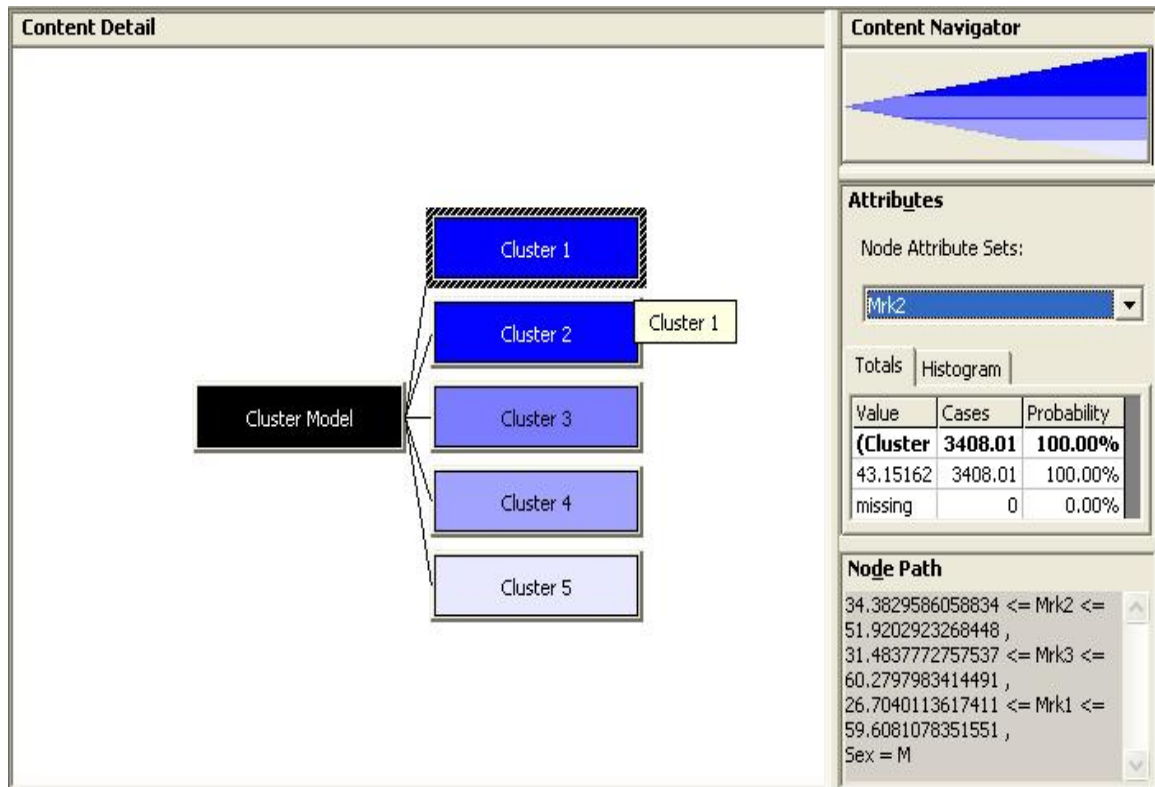 Content Detail
Cluster Model
Cluster 1
Cluster 2
Cluster 1
Cluster 3
Cluster 4
Cluster 5
Content Navigator
Attributes
Node Attribute Sets:
Mrk2
Totals Histogram
Value Cases Probability
(Cluster 3408.01 100.00%
43.15162 3408.01 100.00%
missing 0 0.00%
Node Path
34.3829586058834 <= Mrk2 <=
51.9202923268448 ,
31.4837772757537 <= Mrk3 <=
60.2797983414491 ,
26.7040113617411 <= Mrk1 <=
59.6081078351551 ,
Sex = M